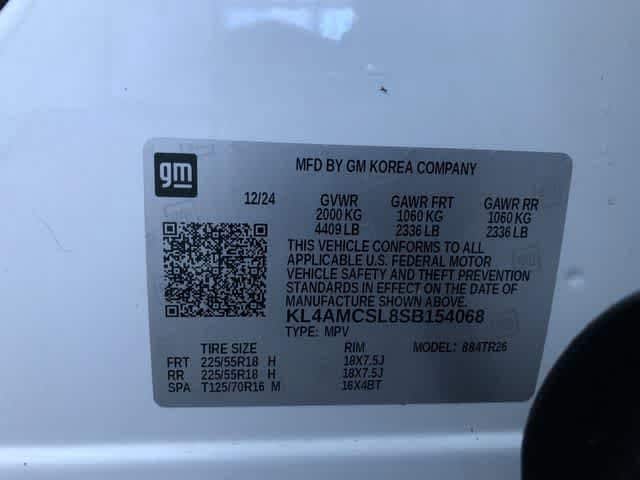 gm
MFD BY GM KOREA COMPANY
12/24 GVWR GAWR FRT GAWR RR
2000 KG 1060 KG 1060 KG
4409 LB 2336 LB 2336 LB
THIS VEHICLE CONFORMS TO ALL
APPLICABLE U.S. FEDERAL MOTOR
VEHICLE SAFETY AND THEFT PREVENTION
STANDARDS IN EFFECT ON THE DATE OF
MANUFACTURE SHOWN ABOVE.
KL4AMCSL8SB154068
TYPE: MPV
TIRE SIZE RIM MODEL: 884TR26
FRT 225/55R18 H 18X7.5J
RR 225/55R18 H 18X7.5J
SPA T125/70R16 M 16X4BT